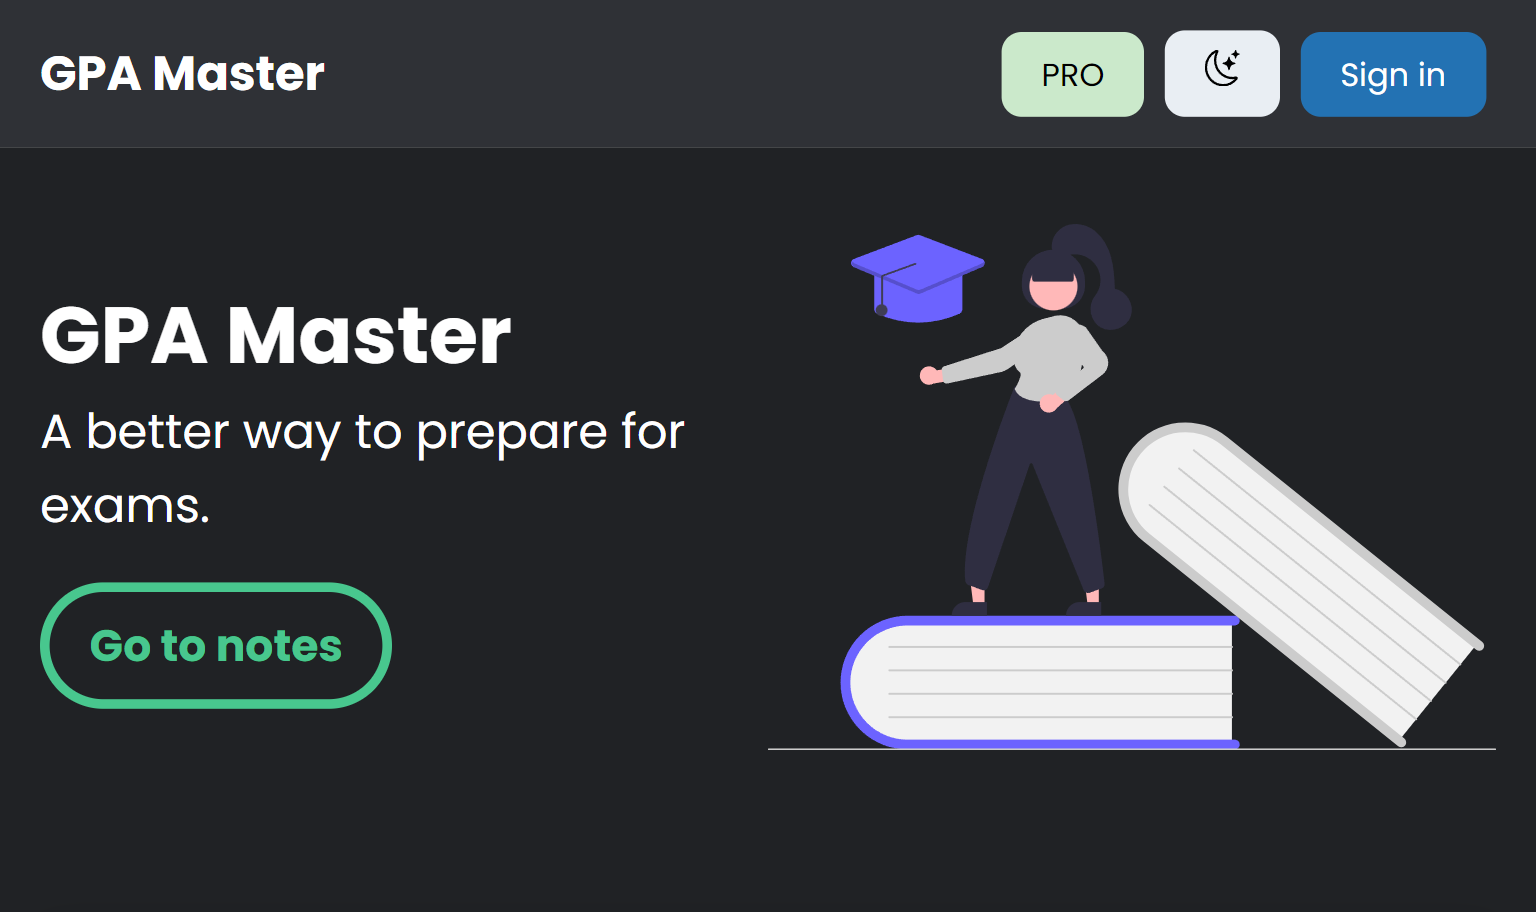 GPA Master
PRO
Sign in
GPA Master
A better way to prepare for
exams.
Go to notes